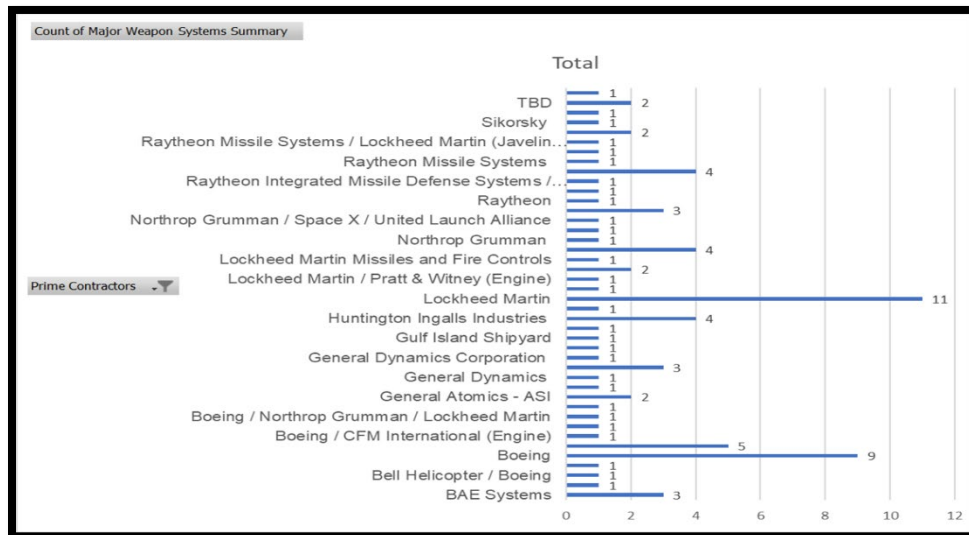 Count of Major Weapon Systems Summary
Total
1
TBD 2
1
Sikorsky 1
2
Raytheon Missile Systems / Lockheed Martin (Javelin... 1
1
Raytheon Missile Systems 1
4
Raytheon Integrated Missile Defense Systems /... 1
1
Raytheon 1
3
Northrop Grumman / Space X / United Launch Alliance 1
1
Northrop Grumman 1
4
Lockheed Martin Missiles and Fire Controls 1
2
Lockheed Martin / Pratt & Witney (Engine) 1
Prime Contractors
1
Lockheed Martin 11
1
Huntington Ingalls Industries 4
1
Gulf Island Shipyard 1
1
General Dynamics Corporation 1
3
General Dynamics 1
1
General Atomics - ASI 2
1
Boeing / Northrop Grumman / Lockheed Martin 1
1
Boeing / CFM International (Engine) 1
5
Boeing 9
1
Bell Helicopter / Boeing 1
1
BAE Systems 3
0 2 4 6 8 10 12